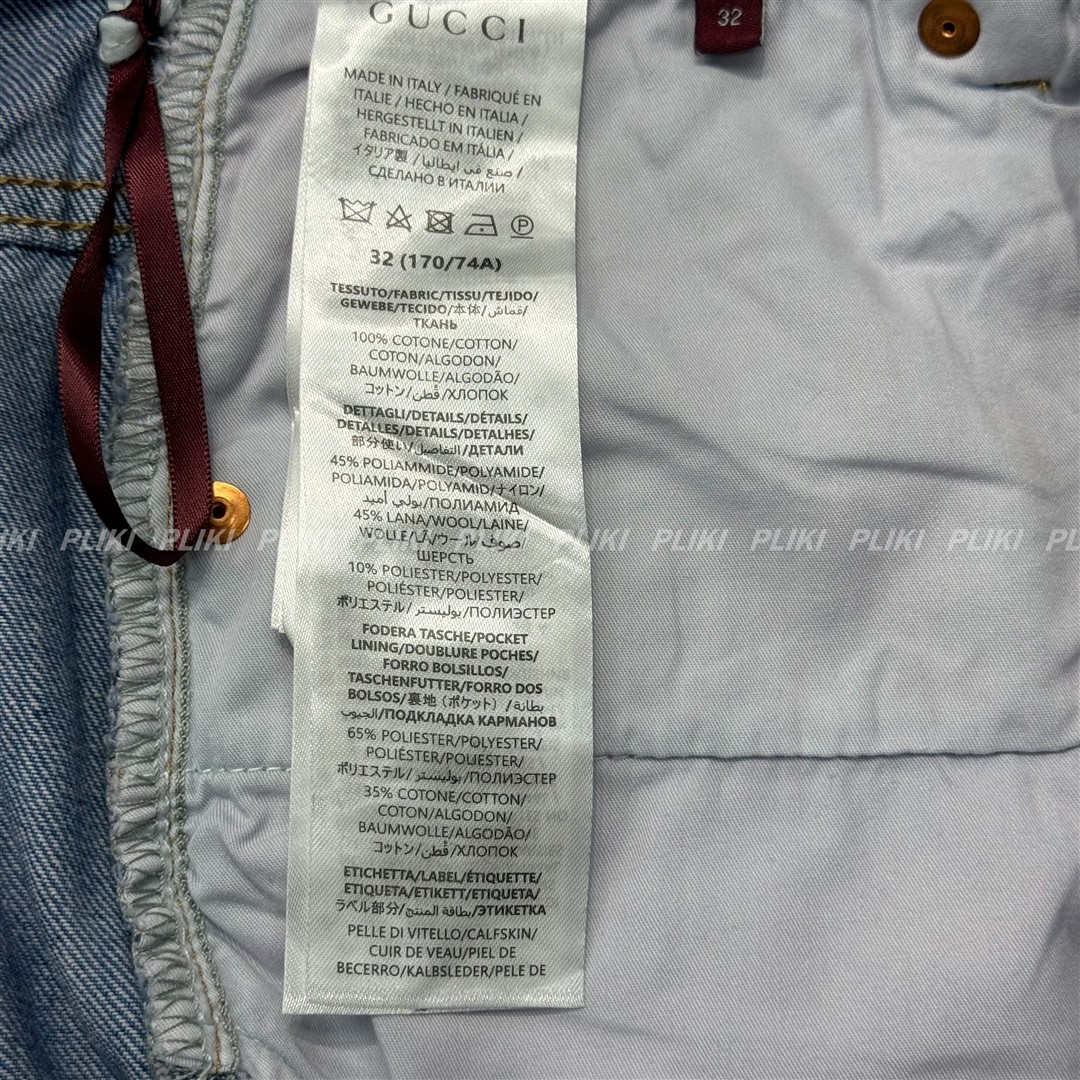 GUCCI
32
MADE IN ITALY / FABRIQUÉ EN
ITALIE / HECHO EN ITALIA /
HERGESTELLT IN ITALIEN /
FABRICADO EM ITÁLIA /
イタリア製 / صنع في ايطاليا /
СДЕЛАНО В ИТАЛИИ
P
32 (170/74A)
TESSUTO/FABRIC/TISSU/TEJIDO/
GEWEBE/TECIDO/本体/قماش/
ТКАНЬ
100% COTONE/COTTON/
COTON/ALGODON/
BAUMWOLLE/ALGODÃO/
コットン/قُطن/ХЛОПОК
DETTAGLI/DETAILS/DÉTAILS/
DETALLES/DETAILS/DETALHES/
部分使い/التفاصيل/ДЕТАЛИ
45% POLIAMMIDE/POLYAMIDE/
POLIAMIDA/POLYAMID/ナイロン/
بولي أميد/ПОЛИАМИД
45% LANA/WOOL/LAINE/
WOLLE/LÃ/ウール/صوف/
ШЕРСТЬ
10% POLIESTER/POLYESTER/
POLIÉSTER/POLIESTER/
ポリエステル/بوليستر/ПОЛИЭСТЕР
FODERA TASCHE/POCKET
LINING/DOUBLURE POCHES/
FORRO BOLSILLOS/
TASCHENFUTTER/FORRO DOS
BOLSOS/裏地（ポケット）/بطانة
الجيوب/ПОДКЛАДКА КАРМАНОВ
65% POLIESTER/POLYESTER/
POLIÉSTER/POLIESTER/
ポリエステル/بوليستر/ПОЛИЭСТЕР
35% COTONE/COTTON/
COTON/ALGODON/
BAUMWOLLE/ALGODÃO/
コットン/قُطن/ХЛОПОК
ETICHETTA/LABEL/ÉTIQUETTE/
ETIQUETA/ETIKETT/ETIQUETA/
ラベル部分/بطاقة المنتج/ЭТИКЕТКА
PELLE DI VITELLO/CALFSKIN/
CUIR DE VEAU/PIEL DE
BECERRO/KALBSLEDER/PELE DE
PLIKI PLIKI PLIKI PLIKI PLIKI PLIKI PLIKI PLIKI PLIKI PLIKI